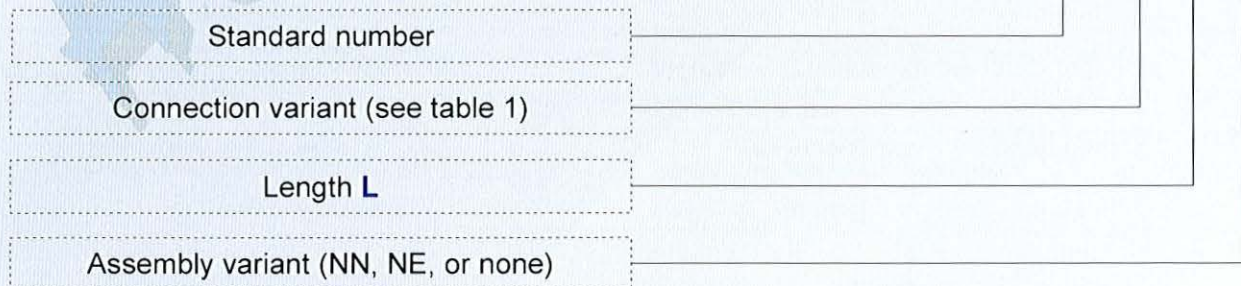 Standard number
Connection variant (see table 1)
Length L
Assembly variant (NN, NE, or none)